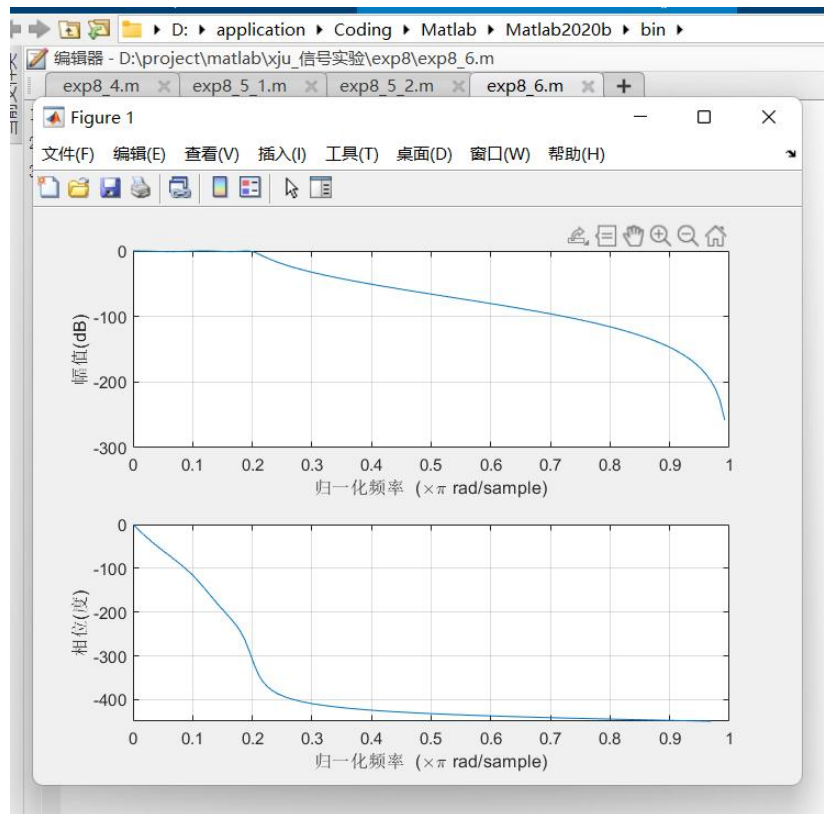 D: ▸ application ▸ Coding ▸ Matlab ▸ Matlab2020b ▸ bin ▸
编辑器 - D:\project\matlab\xju_信号实验\exp8\exp8_6.m
exp8_4.m exp8_5_1.m exp8_5_2.m exp8_6.m +
Figure 1
文件(F) 编辑(E) 查看(V) 插入(I) 工具(T) 桌面(D) 窗口(W) 帮助(H)
0
-100
-200
-300
幅值(dB)
0 0.1 0.2 0.3 0.4 0.5 0.6 0.7 0.8 0.9 1
归一化频率 (×π rad/sample)
0
-100
-200
-300
-400
相位(度)
0 0.1 0.2 0.3 0.4 0.5 0.6 0.7 0.8 0.9 1
归一化频率 (×π rad/sample)